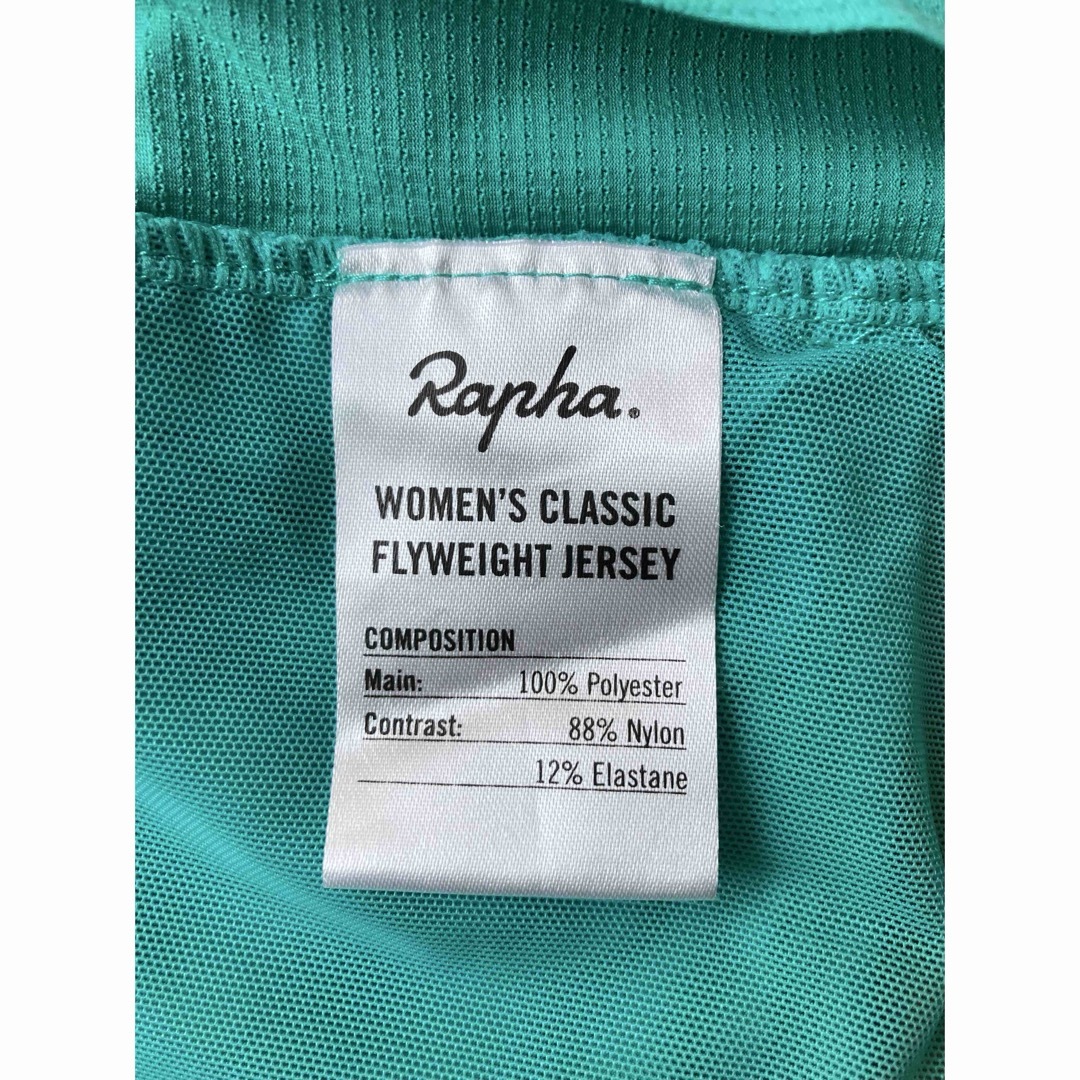 Rapha.®
WOMEN'S CLASSIC
FLYWEIGHT JERSEY
COMPOSITION
Main: 100% Polyester
Contrast: 88% Nylon
12% Elastane